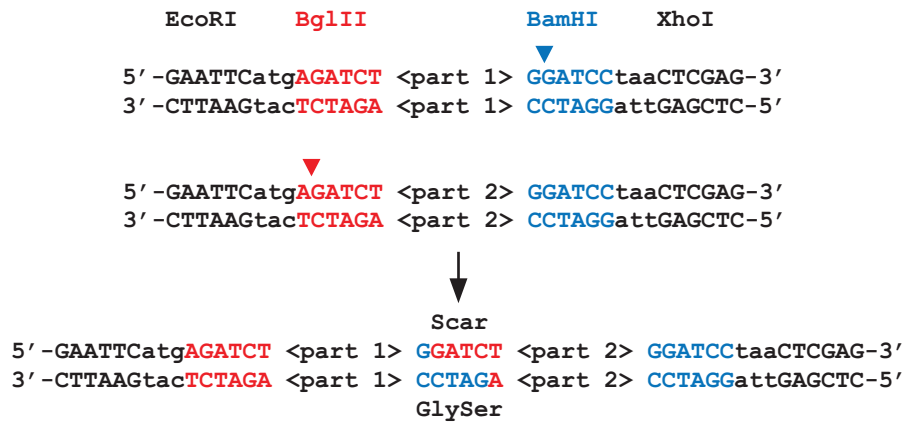 EcoRI BglII BamHI XhoI
5′-GAATTCatgAGATCT <part 1> GGATCCtaaCTCGAG-3′
3′-CTTAAGtacTCTAGA <part 1> CCTAGGattGAGCTC-5′
5′-GAATTCatgAGATCT <part 2> GGATCCtaaCTCGAG-3′
3′-CTTAAGtacTCTAGA <part 2> CCTAGGattGAGCTC-5′
Scar
5′-GAATTCatgAGATCT <part 1> GGATCT <part 2> GGATCCtaaCTCGAG-3′
3′-CTTAAGtacTCTAGA <part 1> CCTAGA <part 2> CCTAGGattGAGCTC-5′
GlySer